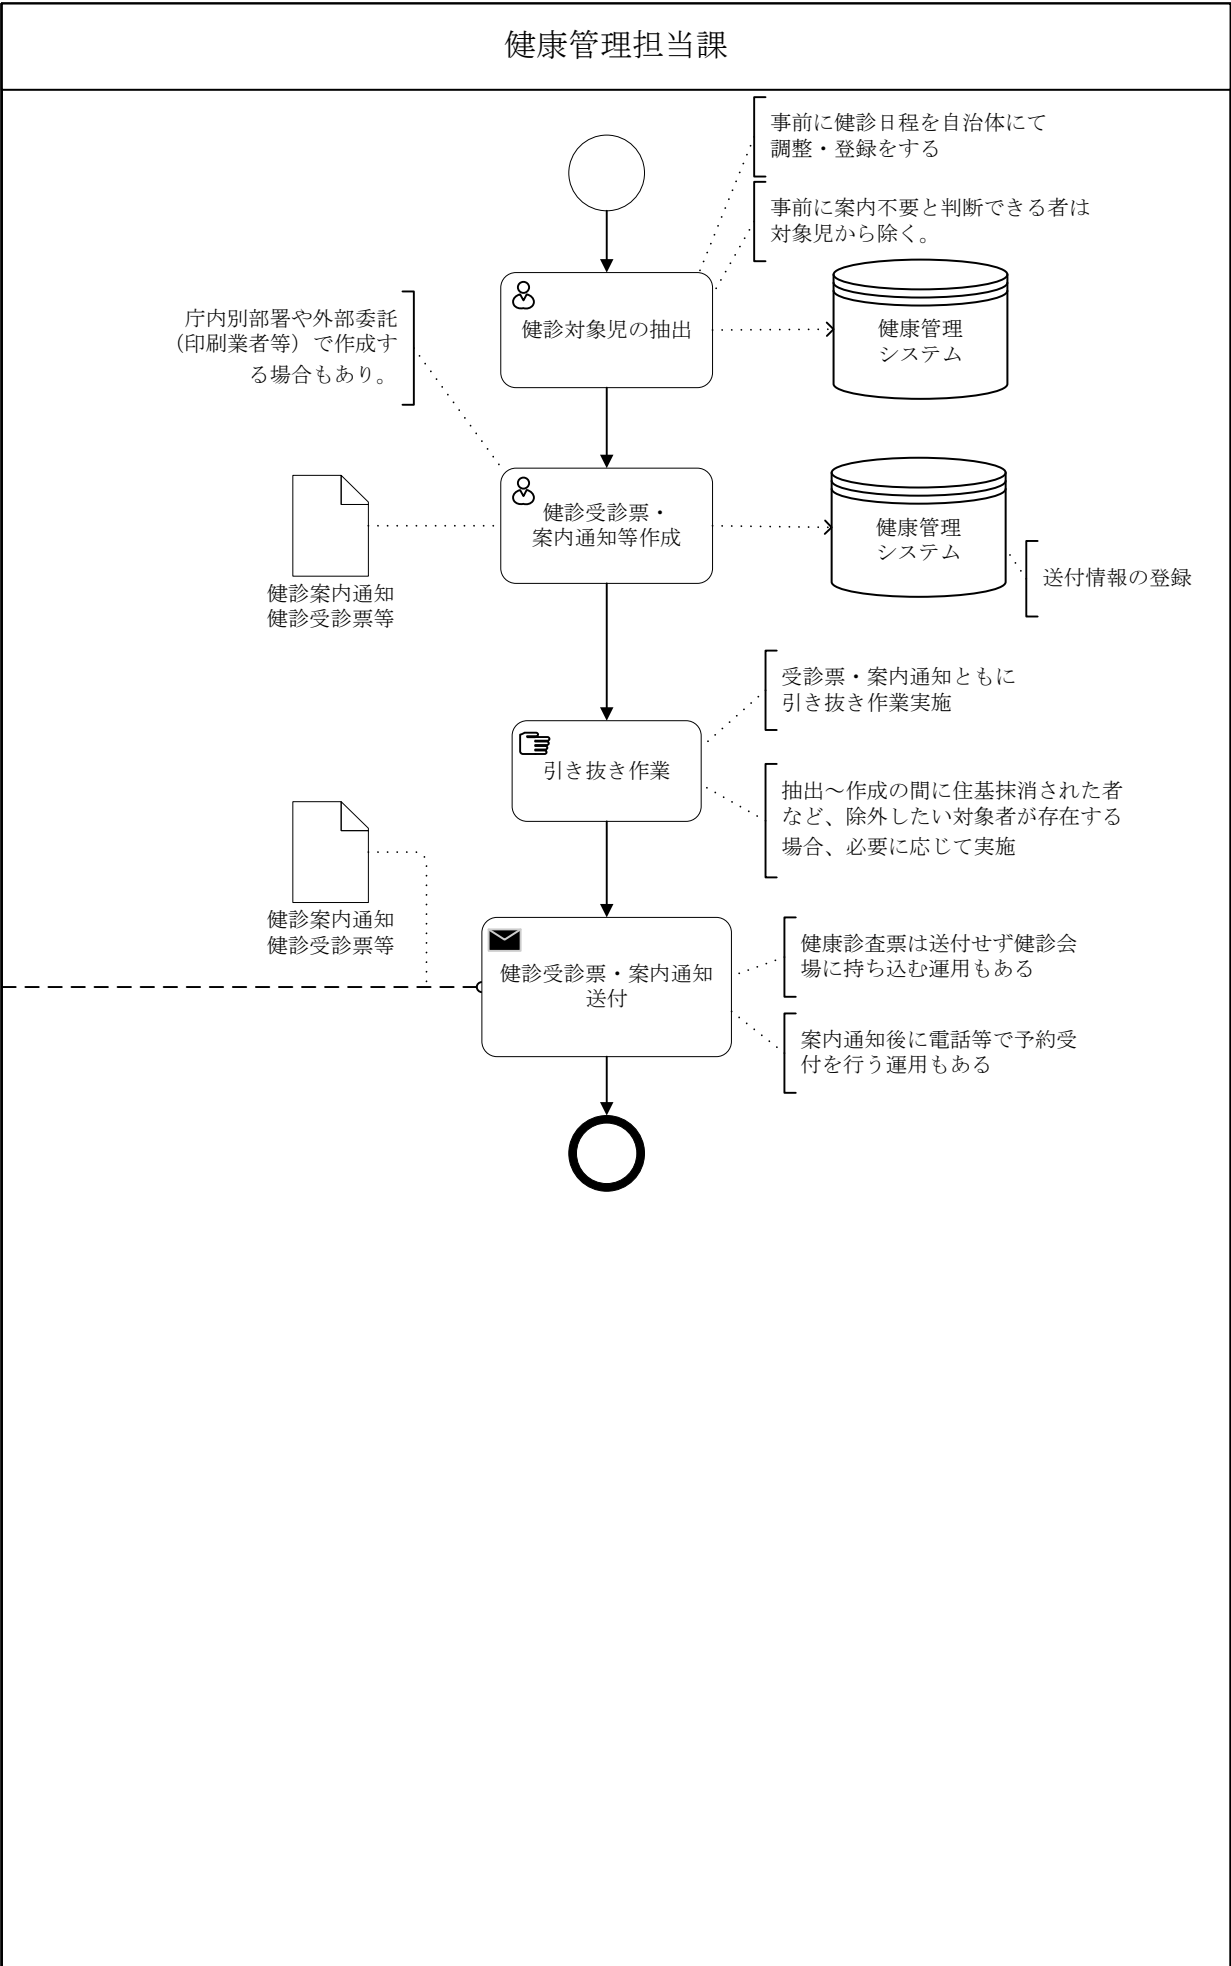 健康管理担当課
事前に健診日程を自治体にて
調整・登録をする
事前に案内不要と判断できる者は
対象児から除く。
健診対象児の抽出
健康管理
システム
庁内別部署や外部委託
（印刷業者等）で作成す
る場合もあり。
健診受診票・
案内通知等作成
健康管理
システム
送付情報の登録
健診案内通知
健診受診票等
受診票・案内通知ともに
引き抜き作業実施
引き抜き作業
抽出～作成の間に住基抹消された者
など、除外したい対象者が存在する
場合、必要に応じて実施
健診案内通知
健診受診票等
健診受診票・案内通知
送付
健康診査票は送付せず健診会
場に持ち込む運用もある
案内通知後に電話等で予約受
付を行う運用もある